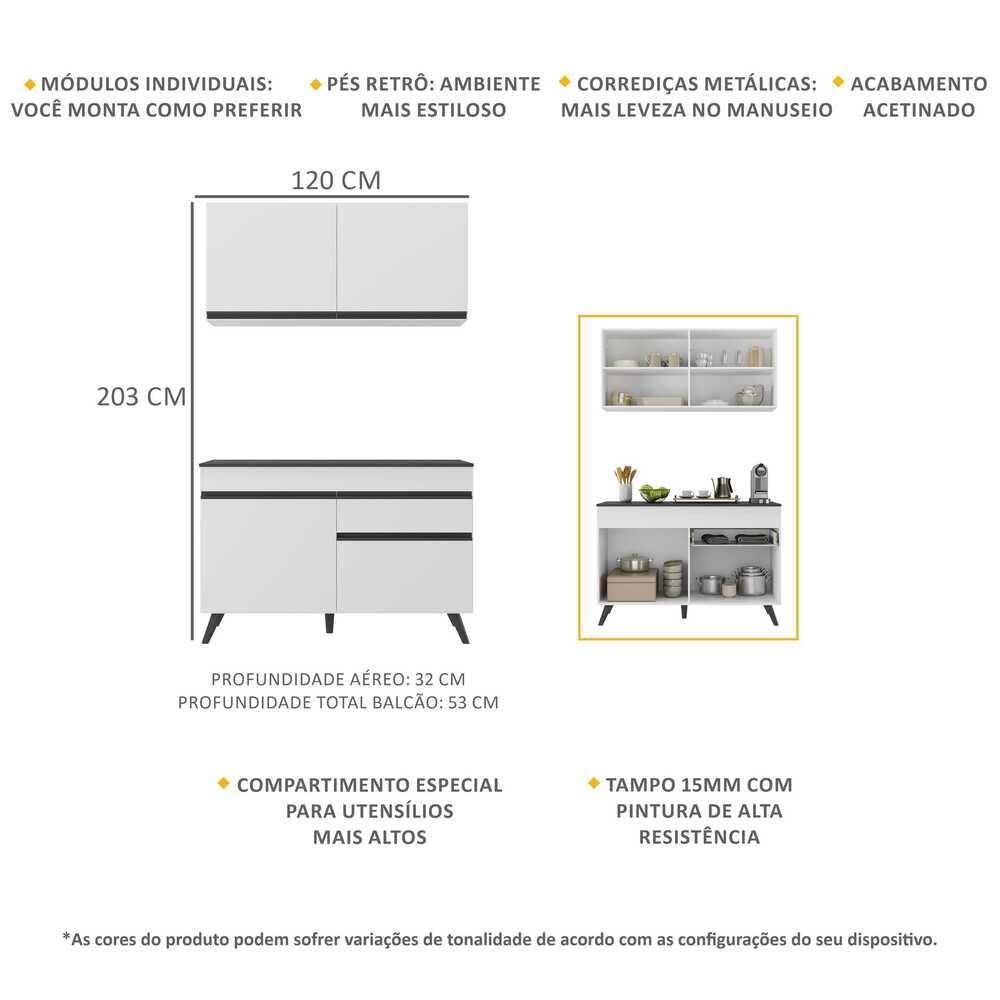 MÓDULOS INDIVIDUAIS:
VOCÊ MONTA COMO PREFERIR
PÉS RETRÔ: AMBIENTE
MAIS ESTILOSO
CORREDIÇAS METÁLICAS:
MAIS LEVEZA NO MANUSEIO
ACABAMENTO
ACETINADO
120 CM
203 CM
PROFUNDIDADE AÉREO: 32 CM
PROFUNDIDADE TOTAL BALCÃO: 53 CM
COMPARTIMENTO ESPECIAL
PARA UTENSÍLIOS
MAIS ALTOS
TAMPO 15MM COM
PINTURA DE ALTA
RESISTÊNCIA
*As cores do produto podem sofrer variações de tonalidade de acordo com as configurações do seu dispositivo.